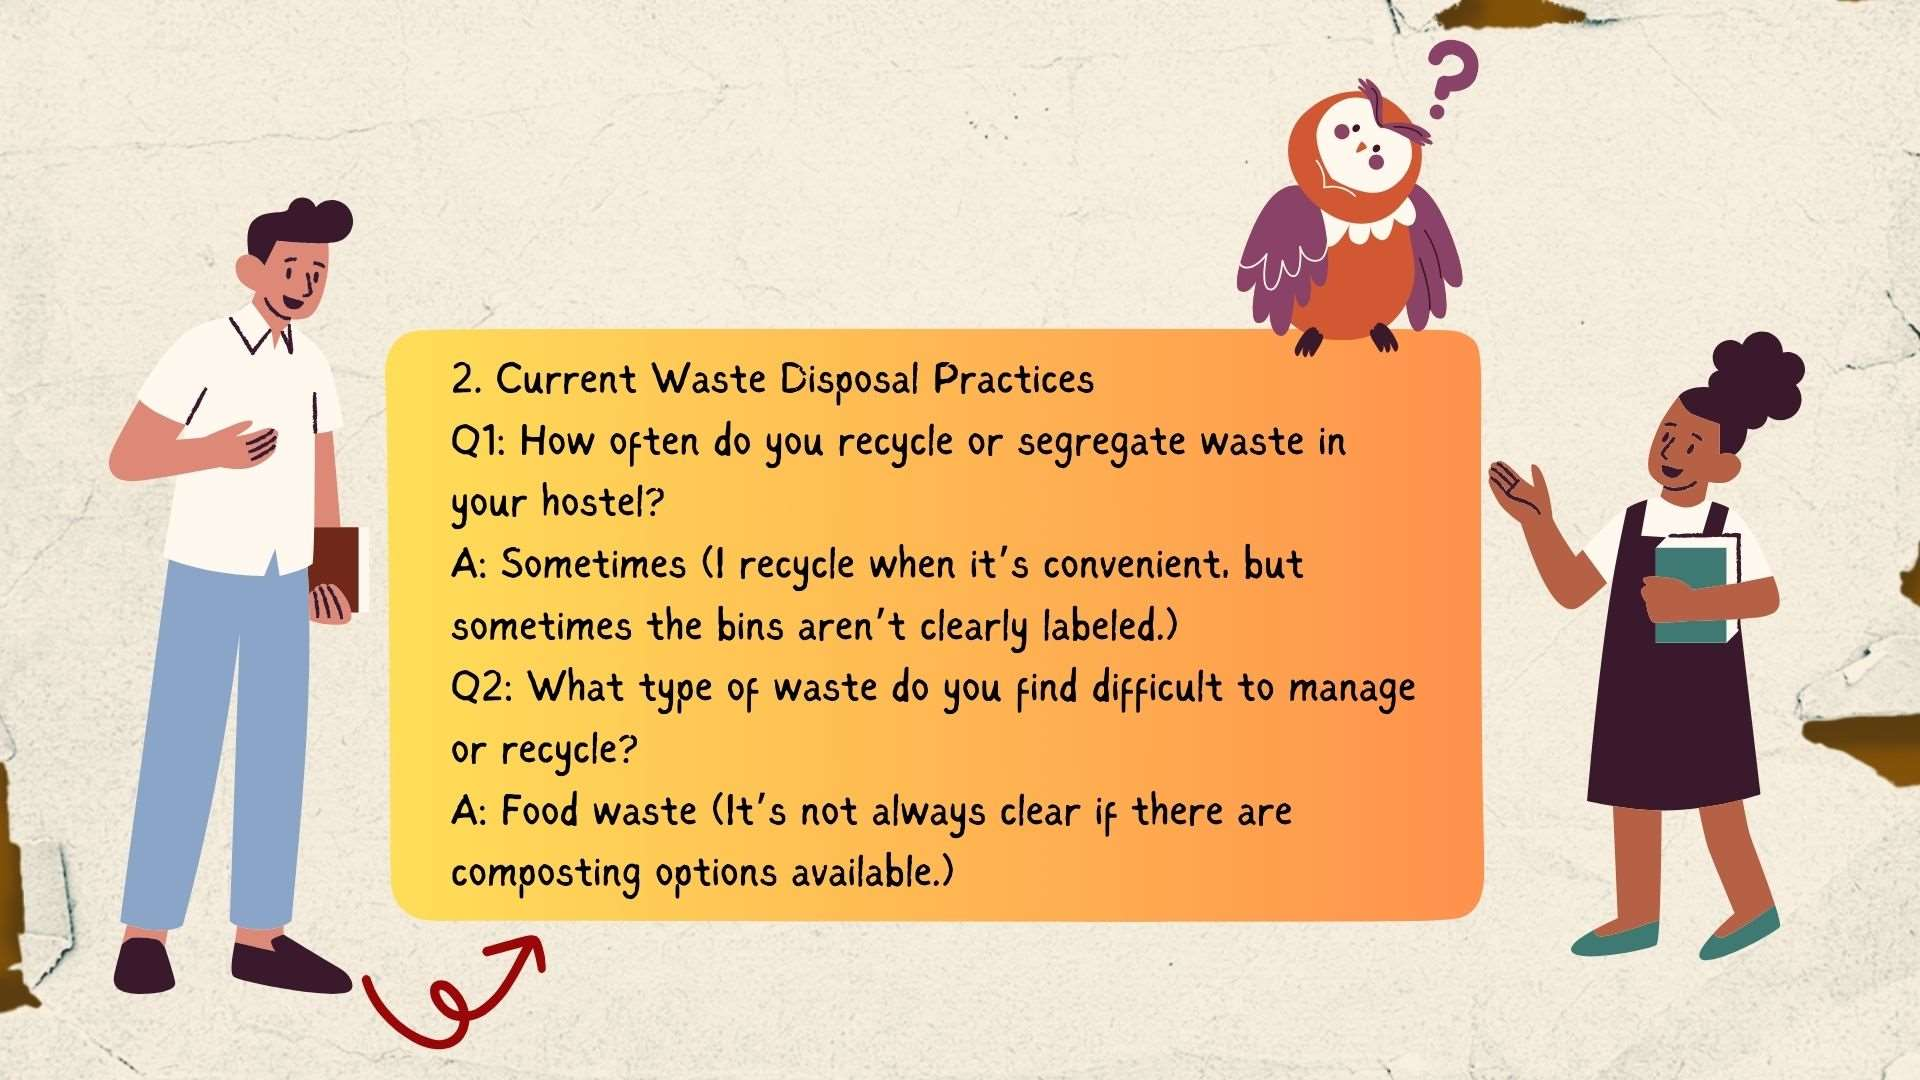 ?
2. Current Waste Disposal Practices
Q1: How often do you recycle or segregate waste in
your hostel?
A: Sometimes (I recycle when it's convenient, but
sometimes the bins aren't clearly labeled.)
Q2: What type of waste do you find difficult to manage
or recycle?
A: Food waste (It's not always clear if there are
composting options available.)